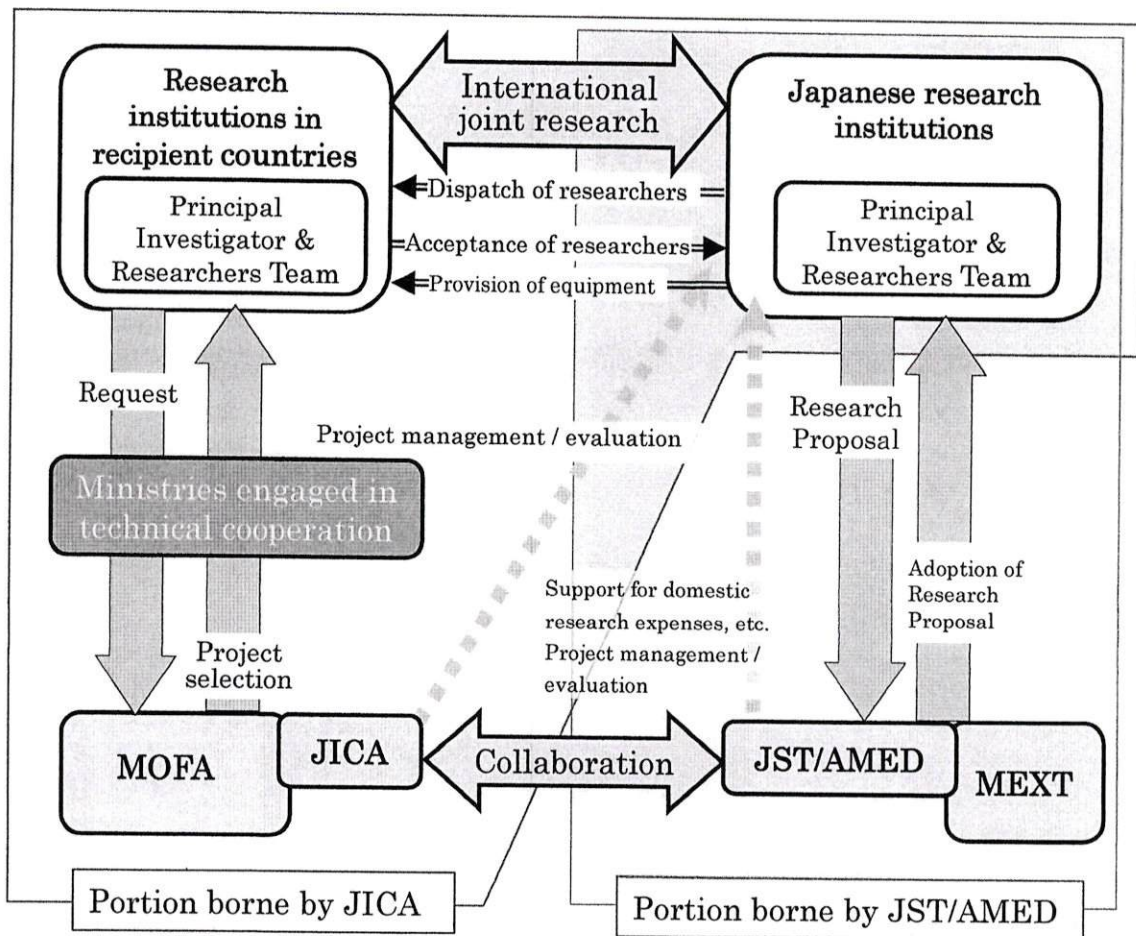 Research
institutions in
recipient countries
Principal
Investigator &
Researchers Team
International
joint research
Japanese research
institutions
Principal
Investigator &
Researchers Team
Dispatch of researchers
Acceptance of researchers
Provision of equipment
Request
Project management / evaluation
Research
Proposal
Ministries engaged in
technical cooperation
Adoption of
Research
Proposal
Support for domestic
research expenses, etc.
Project management /
evaluation
Project
selection
MOFA
JICA
Collaboration
JST/AMED
MEXT
Portion borne by JICA
Portion borne by JST/AMED